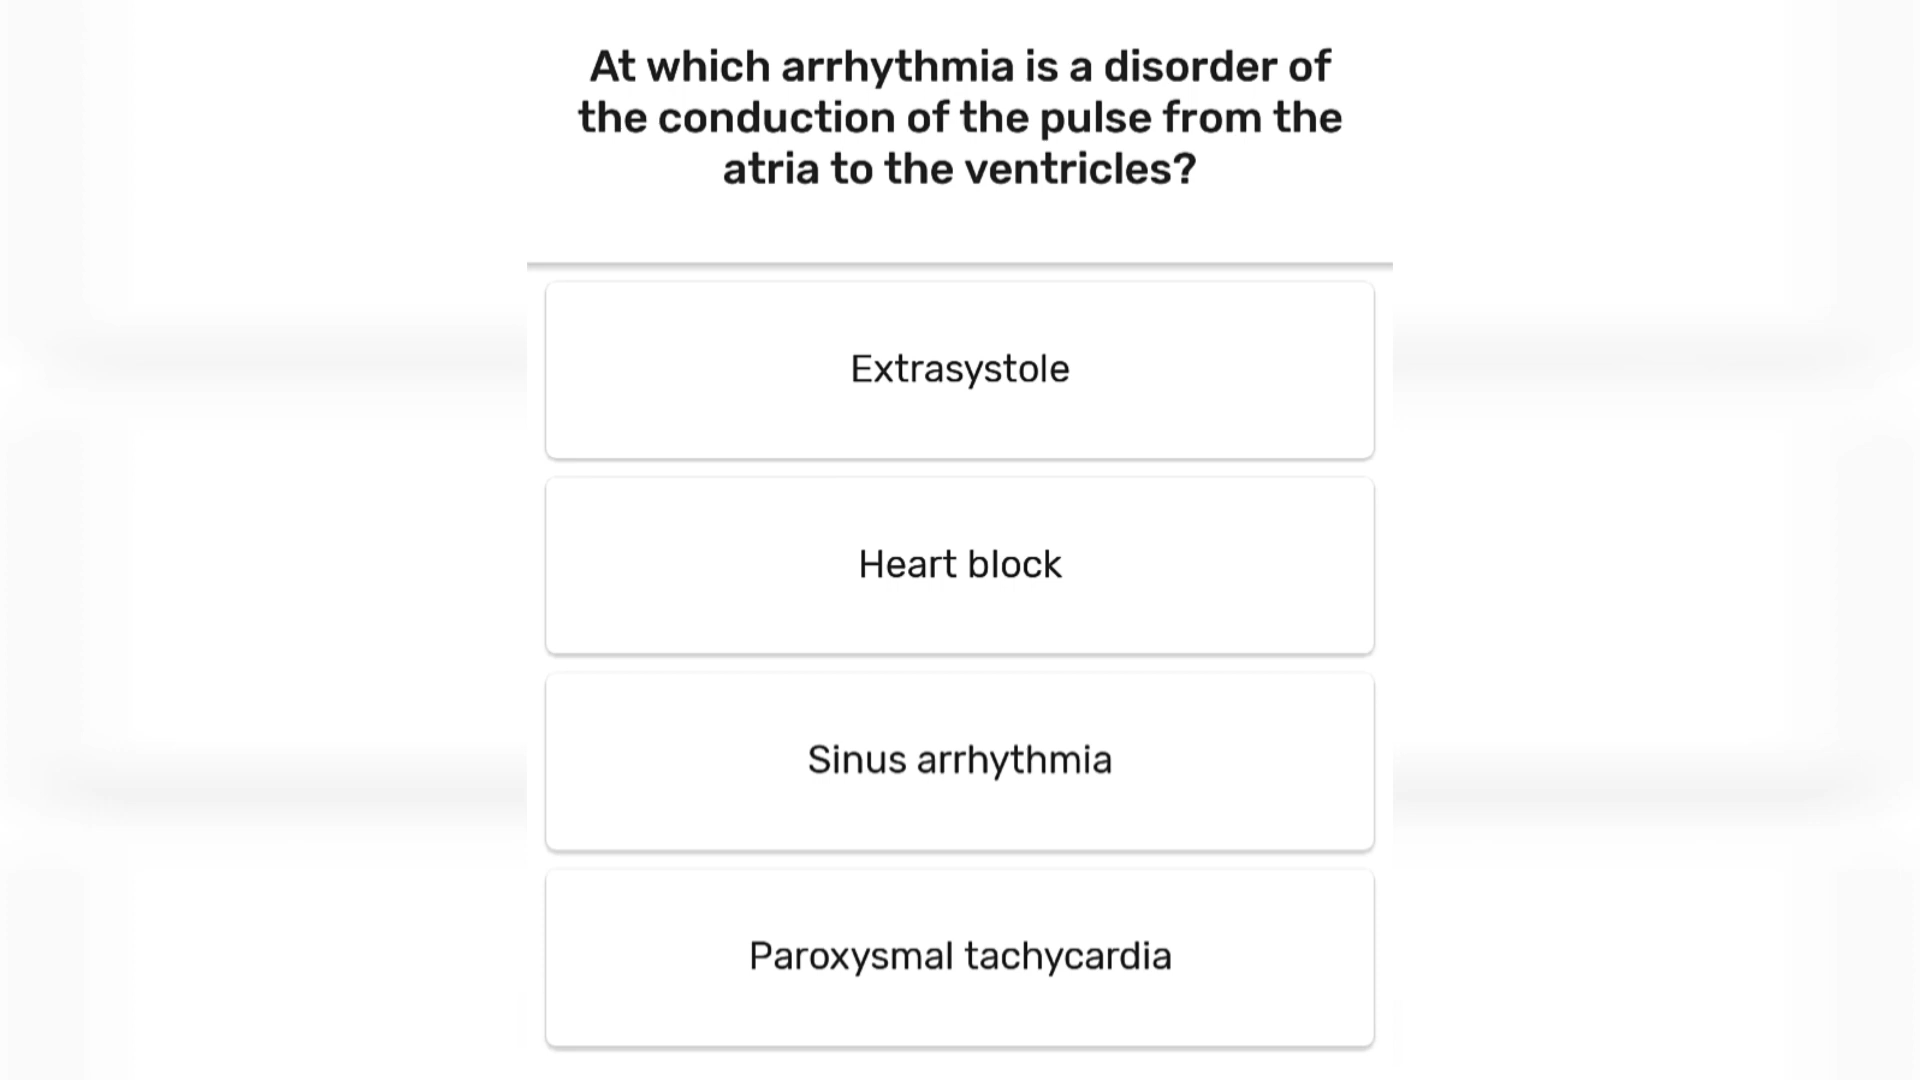 At which arrhythmia is a disorder of
the conduction of the pulse from the
atria to the ventricles?
Extrasystole
Heart block
Sinus arrhythmia
Paroxysmal tachycardia